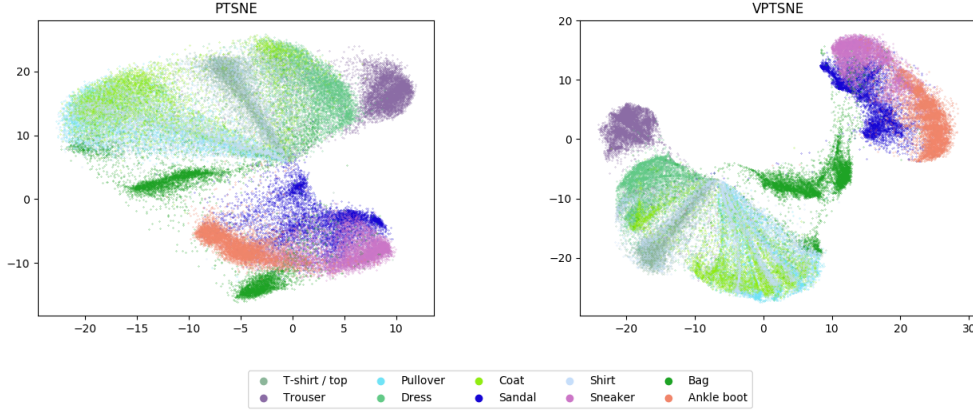 PTSNE
VPTSNE
20
10
0
−10
−20
−15
−10
−5
0
5
10
20
10
0
−10
−20
−20
−10
0
10
20
30
T-shirt / top
Pullover
Coat
Shirt
Bag
Trouser
Dress
Sandal
Sneaker
Ankle boot